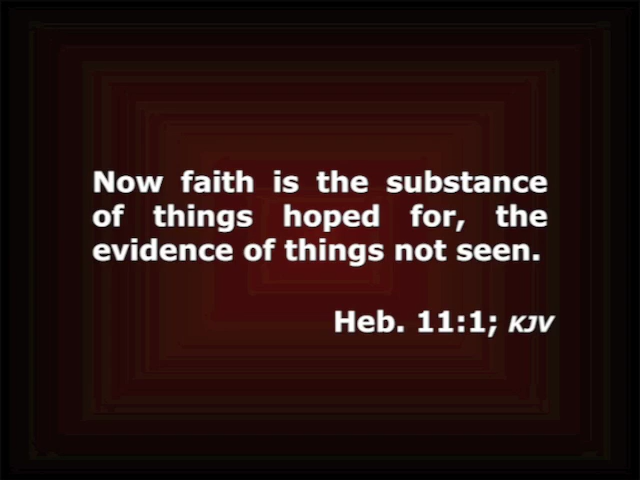 Now faith is the substance
of things hoped for, the
evidence of things not seen.
Heb. 11:1; KJV